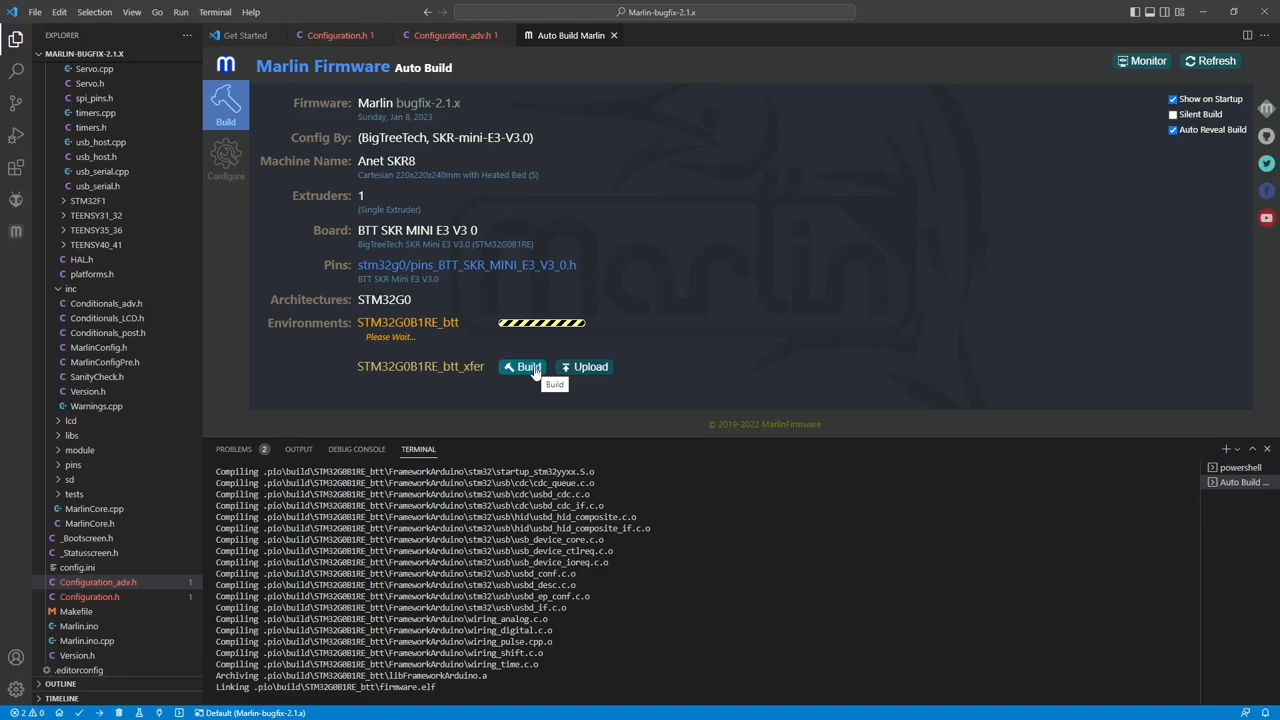 File Edit Selection View Go Run Terminal Help
Marlin-bugfix-2.1.x
EXPLORER
Get Started
Configuration.h 1
Configuration_adv.h 1
Auto Build Marlin
MARLIN-BUGFIX-2.1.X
Servo.cpp
Servo.h
spi_pins.h
timers.cpp
timers.h
usb_host.cpp
usb_host.h
usb_serial.cpp
usb_serial.h
STM32F1
TEENSY31_32
TEENSY35_36
TEENSY40_41
HAL.h
platforms.h
inc
Conditionals_adv.h
Conditionals_LCD.h
Conditionals_post.h
MarlinConfig.h
MarlinConfigPre.h
SanityCheck.h
Version.h
Warnings.cpp
lcd
libs
module
pins
sd
tests
MarlinCore.cpp
MarlinCore.h
_Bootscreen.h
_Statusscreen.h
config.ini
Configuration_adv.h 1
Configuration.h 1
Makefile
Marlin.ino
Marlin.ino.cpp
Version.h
.editorconfig
OUTLINE
TIMELINE
Build
Configure
Marlin Firmware Auto Build
Monitor
Refresh
Show on Startup
Silent Build
Auto Reveal Build
Firmware: Marlin bugfix-2.1.x
Sunday, Jan 8, 2023
Config By: (BigTreeTech, SKR-mini-E3-V3.0)
Machine Name: Anet SKR8
Cartesian 220x220x240mm with Heated Bed (5)
Extruders: 1
(Single Extruder)
Board: BTT SKR MINI E3 V3 0
BigTreeTech SKR Mini E3 V3.0 (STM32G0B1RE)
Pins: stm32g0/pins_BTT_SKR_MINI_E3_V3_0.h
BTT SKR Mini E3 V3.0
Architectures: STM32G0
Environments: STM32G0B1RE_btt
Please Wait...
STM32G0B1RE_btt_xfer Build Upload
Build
marlin
© 2019-2022 MarlinFirmware
PROBLEMS 2 OUTPUT DEBUG CONSOLE TERMINAL
powershell
Auto Build ...
Compiling .pio\build\STM32G0B1RE_btt\FrameworkArduino\stm32\startup_stm32yyxx.S.o
Compiling .pio\build\STM32G0B1RE_btt\FrameworkArduino\stm32\usb\cdc\cdc_queue.c.o
Compiling .pio\build\STM32G0B1RE_btt\FrameworkArduino\stm32\usb\cdc\usbd_cdc.c.o
Compiling .pio\build\STM32G0B1RE_btt\FrameworkArduino\stm32\usb\cdc\usbd_cdc_if.c.o
Compiling .pio\build\STM32G0B1RE_btt\FrameworkArduino\stm32\usb\hid\usbd_hid_composite.c.o
Compiling .pio\build\STM32G0B1RE_btt\FrameworkArduino\stm32\usb\hid\usbd_hid_composite_if.c.o
Compiling .pio\build\STM32G0B1RE_btt\FrameworkArduino\stm32\usb\usb_device_core.c.o
Compiling .pio\build\STM32G0B1RE_btt\FrameworkArduino\stm32\usb\usb_device_ctlreq.c.o
Compiling .pio\build\STM32G0B1RE_btt\FrameworkArduino\stm32\usb\usb_device_ioreq.c.o
Compiling .pio\build\STM32G0B1RE_btt\FrameworkArduino\stm32\usb\usbd_conf.c.o
Compiling .pio\build\STM32G0B1RE_btt\FrameworkArduino\stm32\usb\usbd_desc.c.o
Compiling .pio\build\STM32G0B1RE_btt\FrameworkArduino\stm32\usb\usbd_ep_conf.c.o
Compiling .pio\build\STM32G0B1RE_btt\FrameworkArduino\stm32\usb\usbd_if.c.o
Compiling .pio\build\STM32G0B1RE_btt\FrameworkArduino\wiring_analog.c.o
Compiling .pio\build\STM32G0B1RE_btt\FrameworkArduino\wiring_digital.c.o
Compiling .pio\build\STM32G0B1RE_btt\FrameworkArduino\wiring_pulse.cpp.o
Compiling .pio\build\STM32G0B1RE_btt\FrameworkArduino\wiring_shift.c.o
Compiling .pio\build\STM32G0B1RE_btt\FrameworkArduino\wiring_time.c.o
Archiving .pio\build\STM32G0B1RE_btt\libFrameworkArduino.a
Linking .pio\build\STM32G0B1RE_btt\firmware.elf
2 0
Default (Marlin-bugfix-2.1.x)